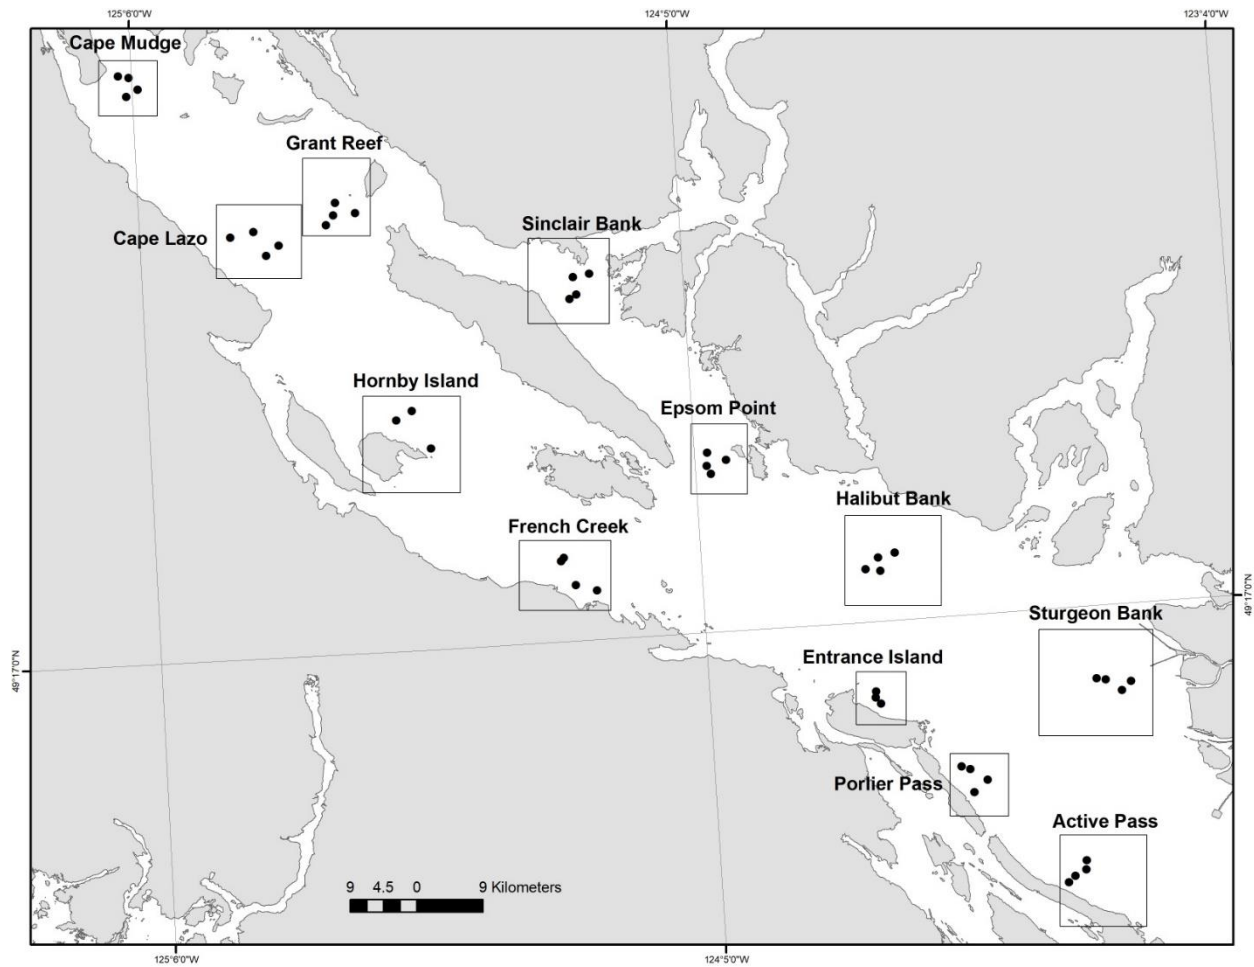 125°6'0"W
124°5'0"W
123°4'0"W
Cape Mudge
Grant Reef
Cape Lazo
Sinclair Bank
Hornby Island
Epsom Point
Halibut Bank
French Creek
49°17'0"N
Sturgeon Bank
Entrance Island
49°17'0"N
Porlier Pass
Active Pass
9 4.5 0 9 Kilometers
125°6'0"W
124°5'0"W